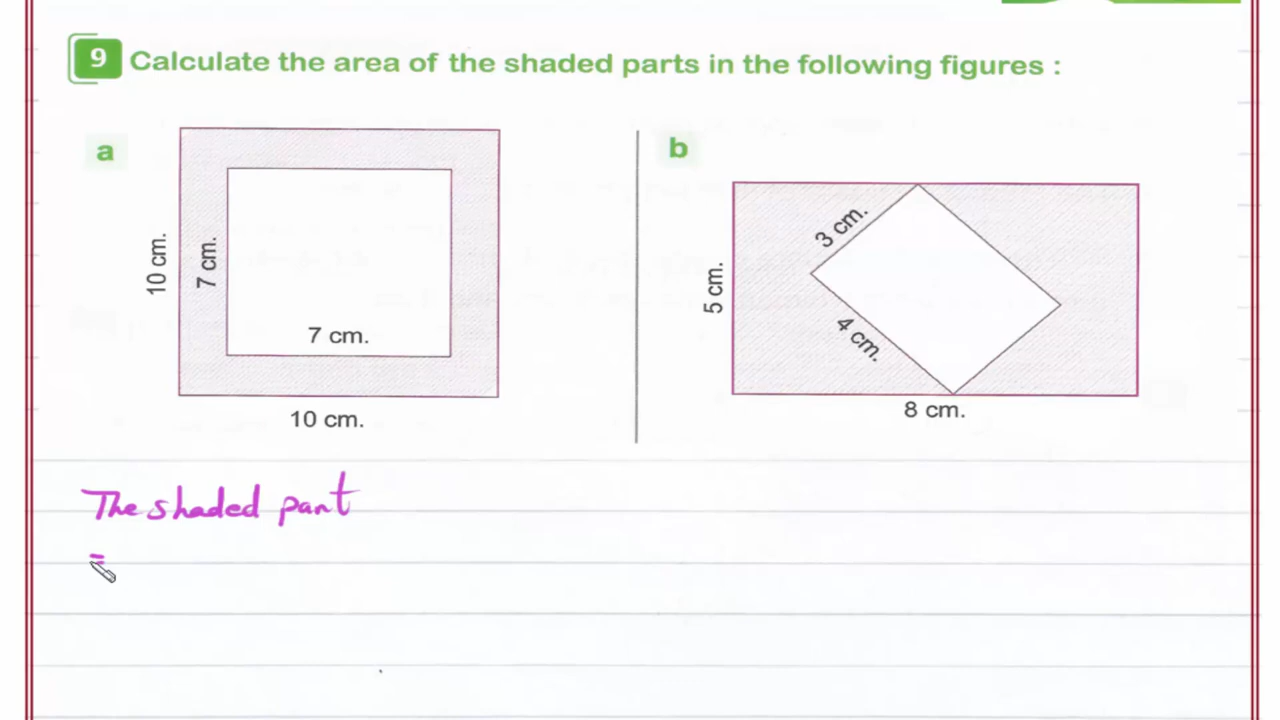 9 Calculate the area of the shaded parts in the following figures :
a
10 cm.
7 cm.
7 cm.
10 cm.
b
3 cm.
5 cm.
4 cm.
8 cm.
The shaded part
=